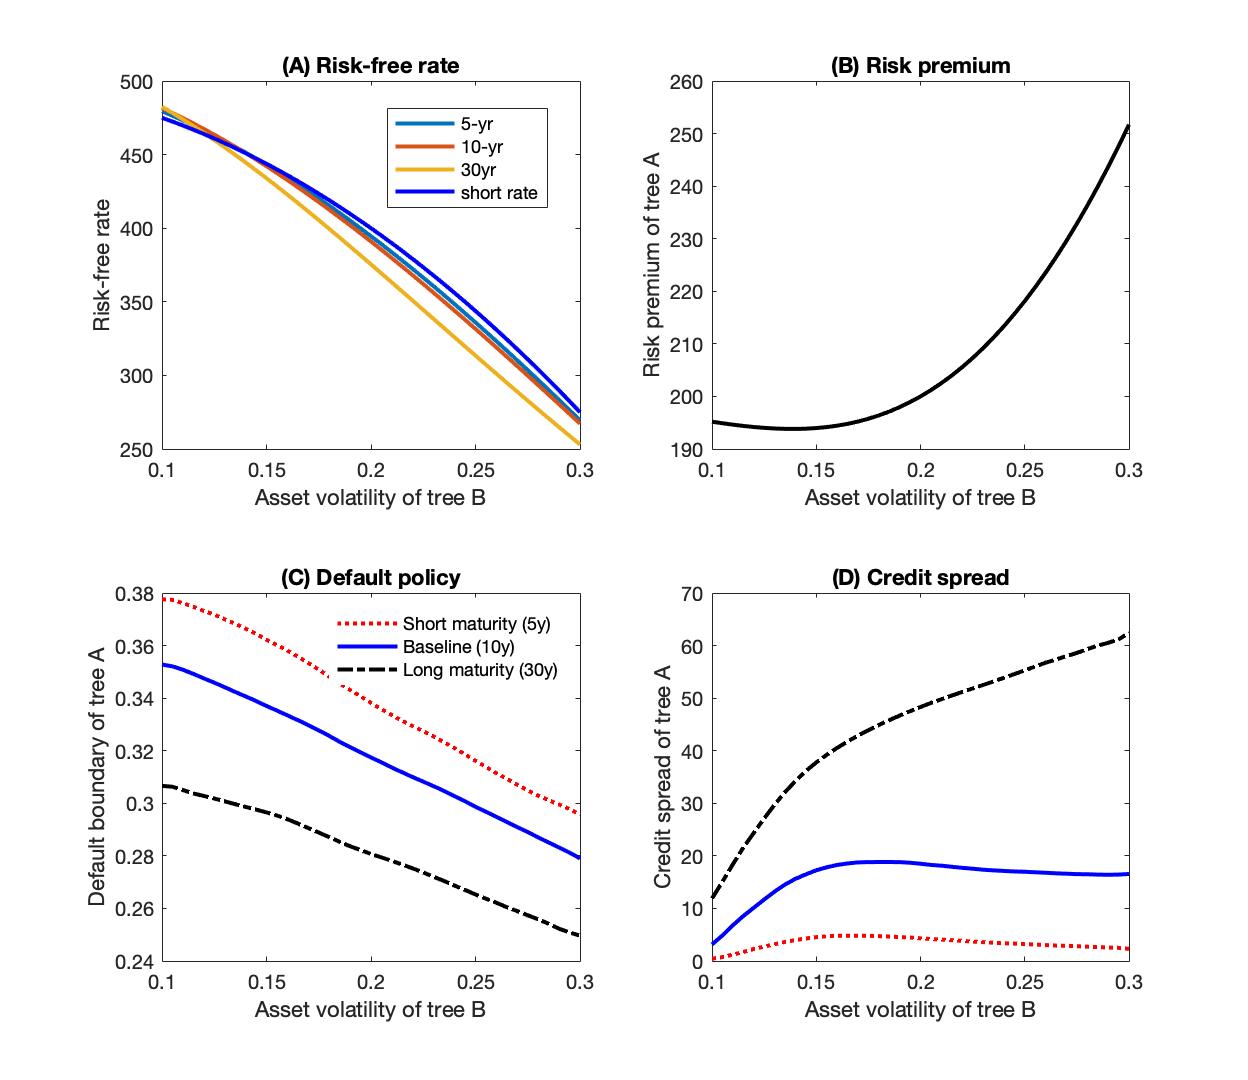 (A) Risk-free rate
500
450
400
350
300
250
Risk-free rate
5-yr
10-yr
30yr
short rate
0.1
0.15
0.2
0.25
0.3
Asset volatility of tree B
(B) Risk premium
260
250
240
230
220
210
200
190
Risk premium of tree A
0.1
0.15
0.2
0.25
0.3
Asset volatility of tree B
(C) Default policy
0.38
0.36
0.34
0.32
0.3
0.28
0.26
0.24
Default boundary of tree A
Short maturity (5y)
Baseline (10y)
Long maturity (30y)
0.1
0.15
0.2
0.25
0.3
Asset volatility of tree B
(D) Credit spread
70
60
50
40
30
20
10
0
Credit spread of tree A
0.1
0.15
0.2
0.25
0.3
Asset volatility of tree B